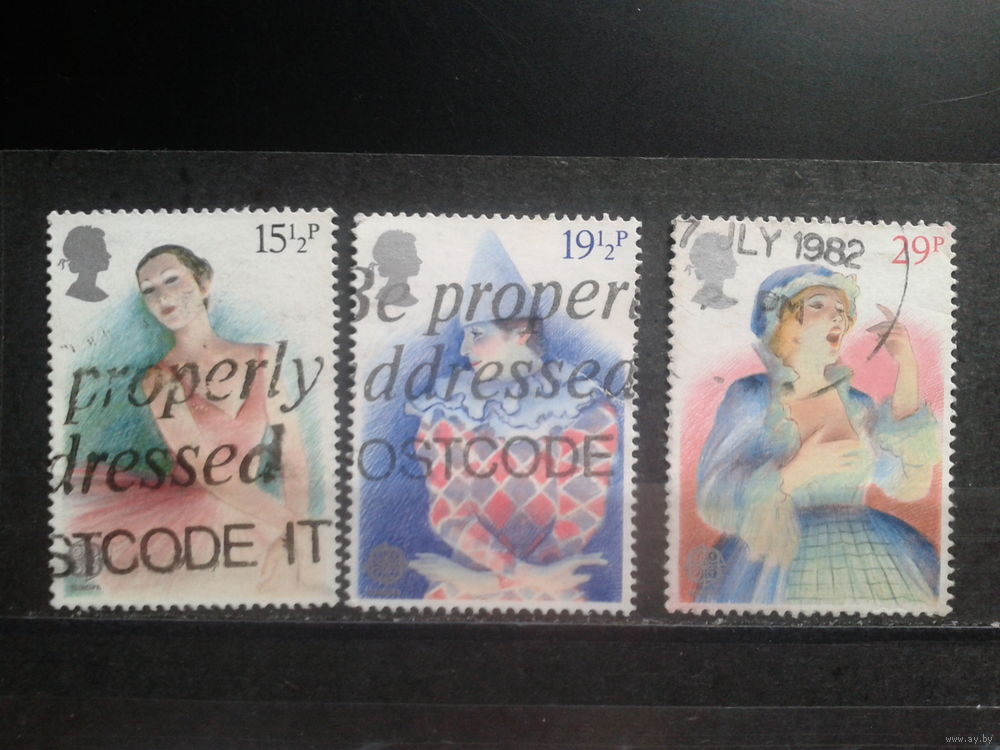 15½P
properly
dressed
STCODE IT
EUROPA
19½P
Be proper
ddressed
OSTCODE
7 JLY 1982
29P
www.ay.by